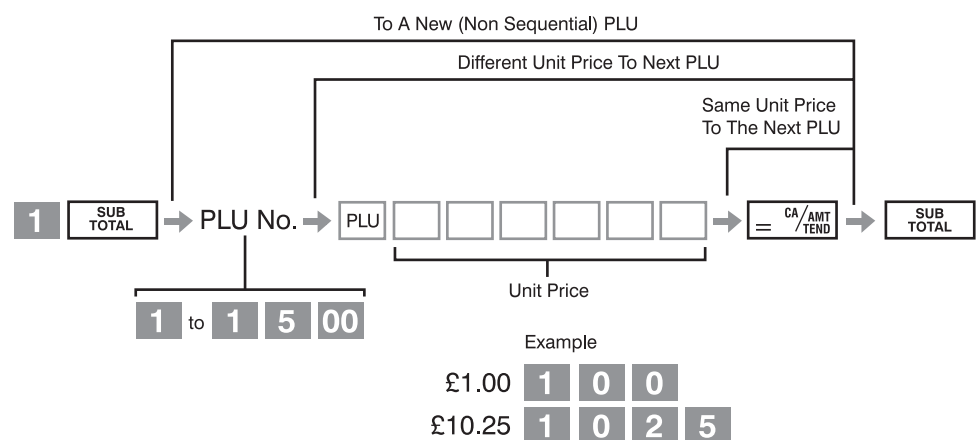 To A New (Non Sequential) PLU
Different Unit Price To Next PLU
Same Unit Price
To The Next PLU
1 SUB TOTAL PLU No. PLU = CA/AMT TEND SUB TOTAL
Unit Price
1 to 1 5 00
Example
£1.00 1 0 0
£10.25 1 0 2 5